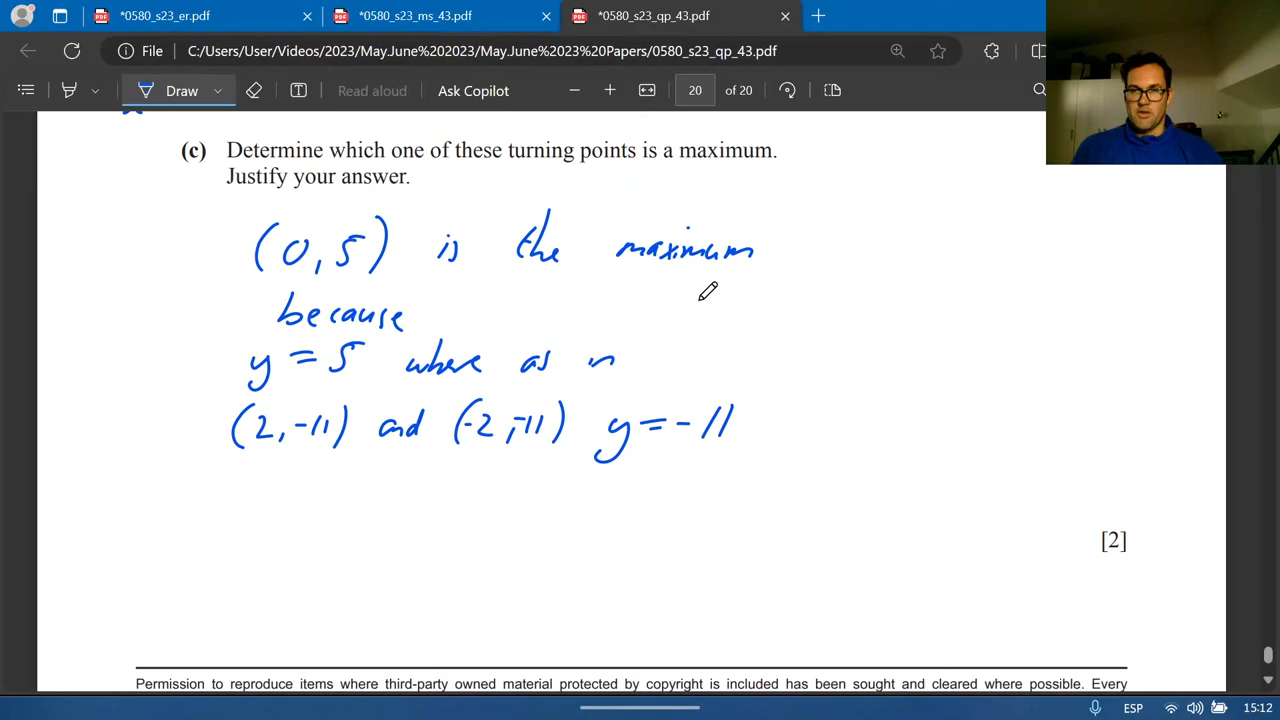 *0580_s23_er.pdf
*0580_s23_ms_43.pdf
*0580_s23_qp_43.pdf
File C:/Users/User/Videos/2023/May.June%202023/May.June%2023%20Papers/0580_s23_qp_43.pdf
Draw
Read aloud
Ask Copilot
20 of 20
(c) Determine which one of these turning points is a maximum.
Justify your answer.
(0, 5) is the maximum
because
y = 5 where as in
(2, -11) and (-2, -11) y = -11
[2]
Permission to reproduce items where third-party owned material protected by copyright is included has been sought and cleared where possible. Every
ESP
15:12